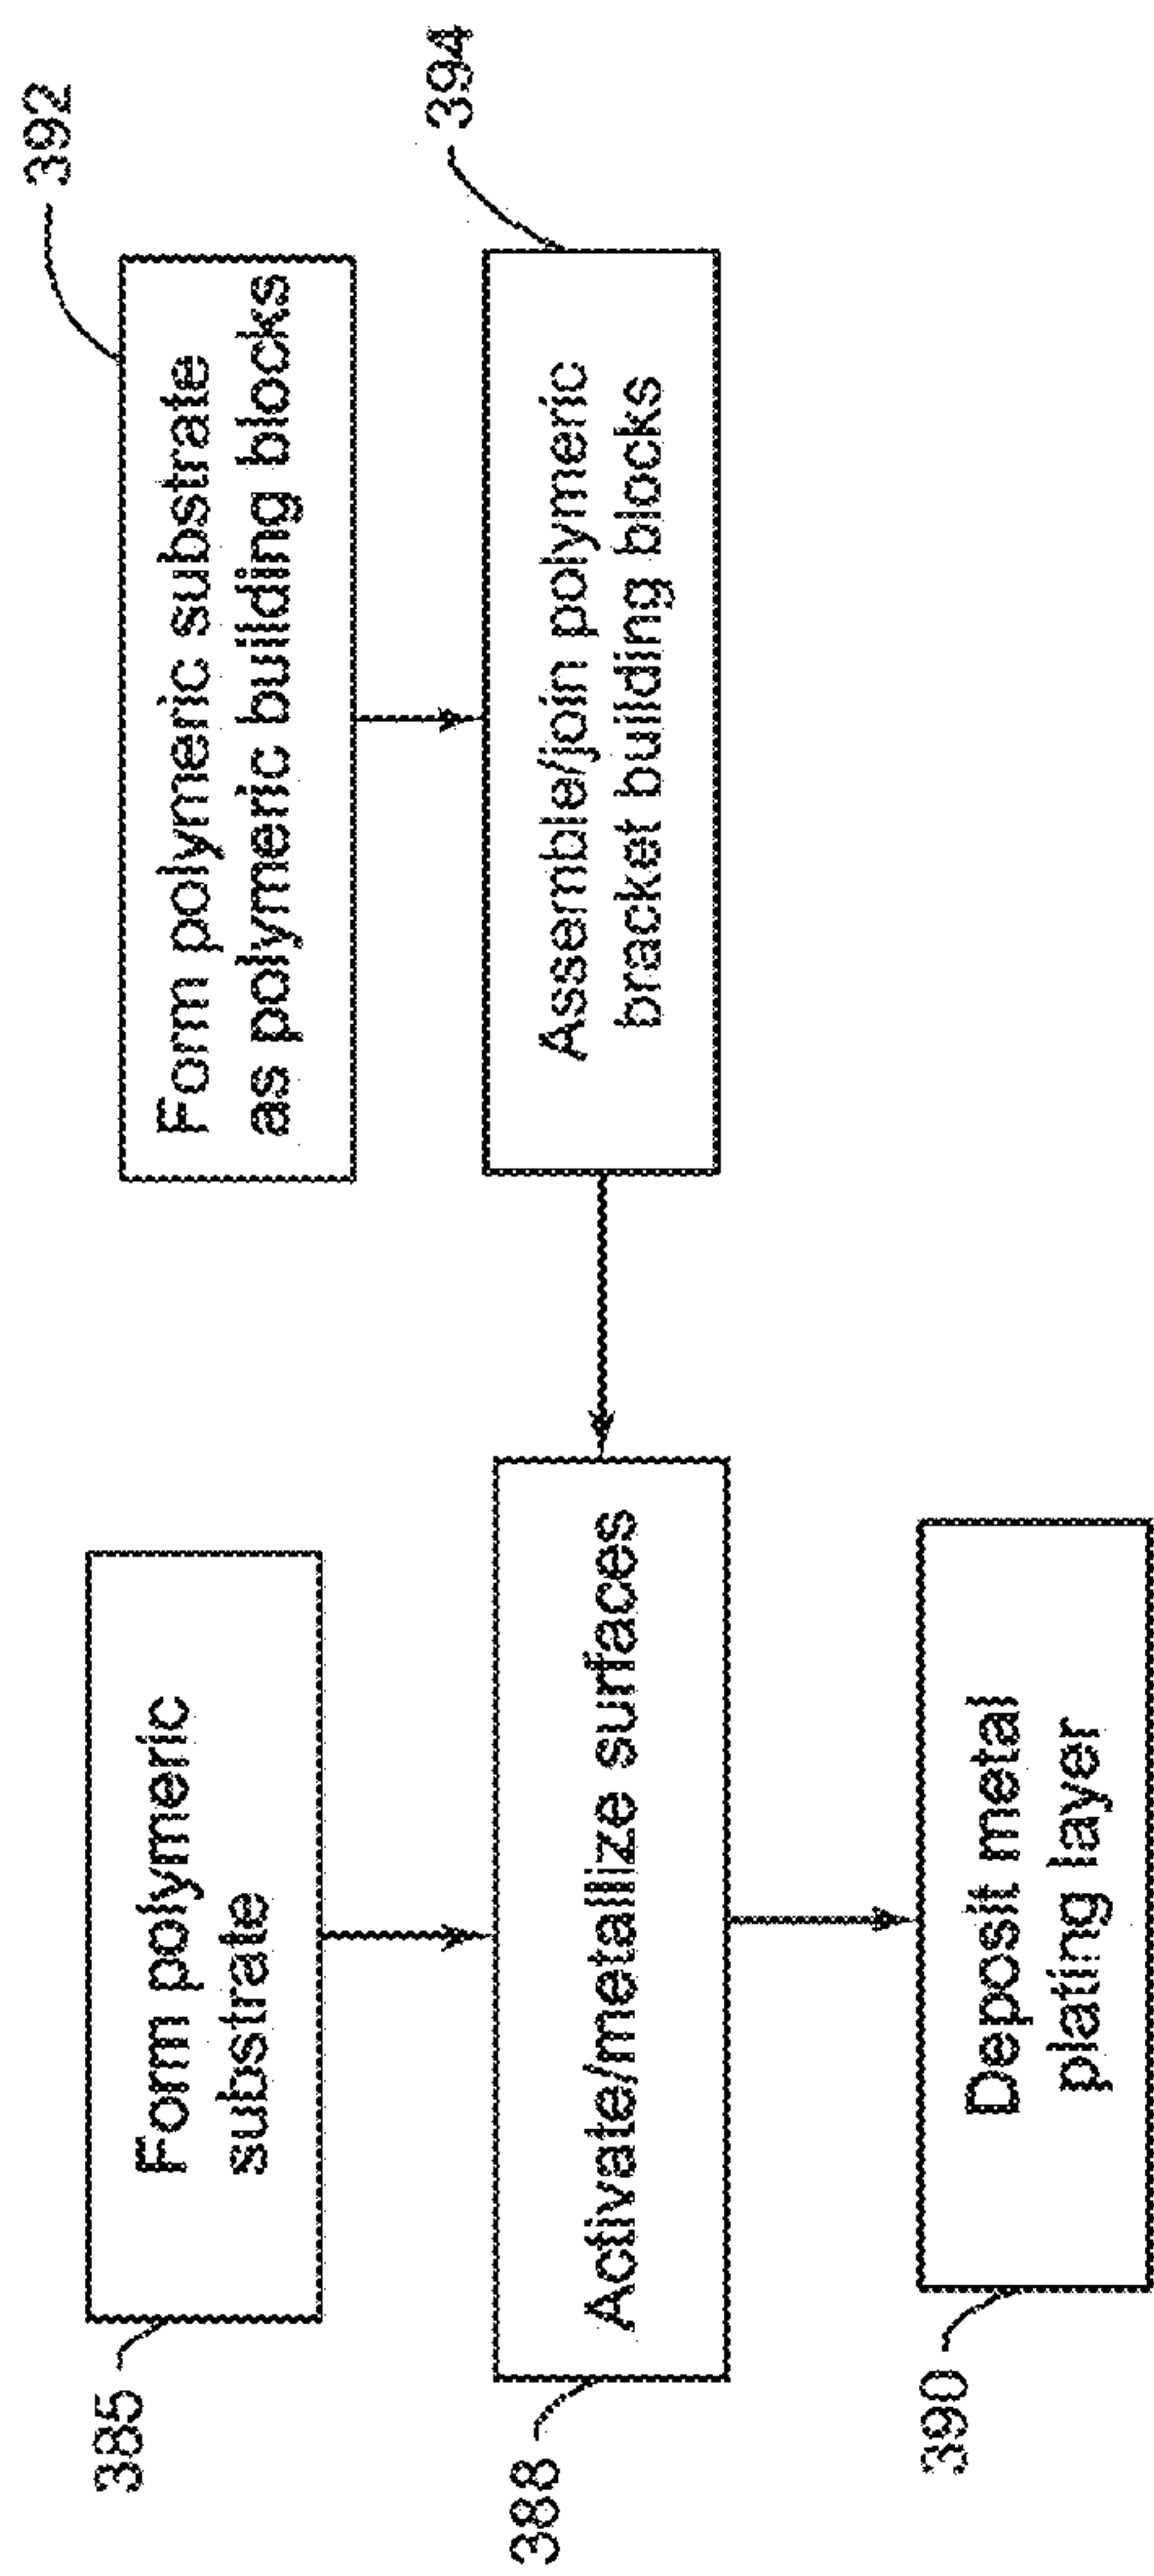 385
Form polymeric
substrate
388
Activate/metallize surfaces
390
Deposit metal
plating layer
392
Form polymeric substrate
as polymeric building blocks
394
Assemble/join polymeric
bracket building blocks